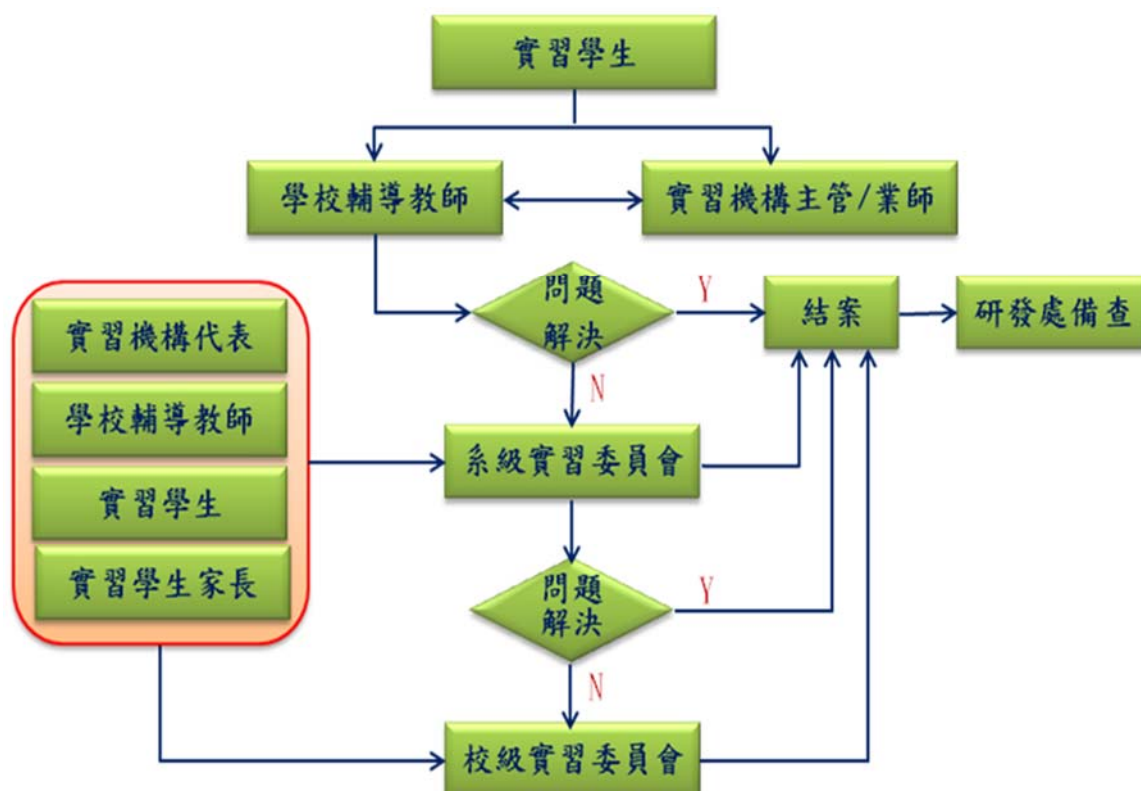 實習學生
學校輔導教師
實習機構主管/業師
問題
解決
Y
結案
研發處備查
N
實習機構代表
學校輔導教師
實習學生
實習學生家長
系級實習委員會
問題
解決
Y
N
校級實習委員會